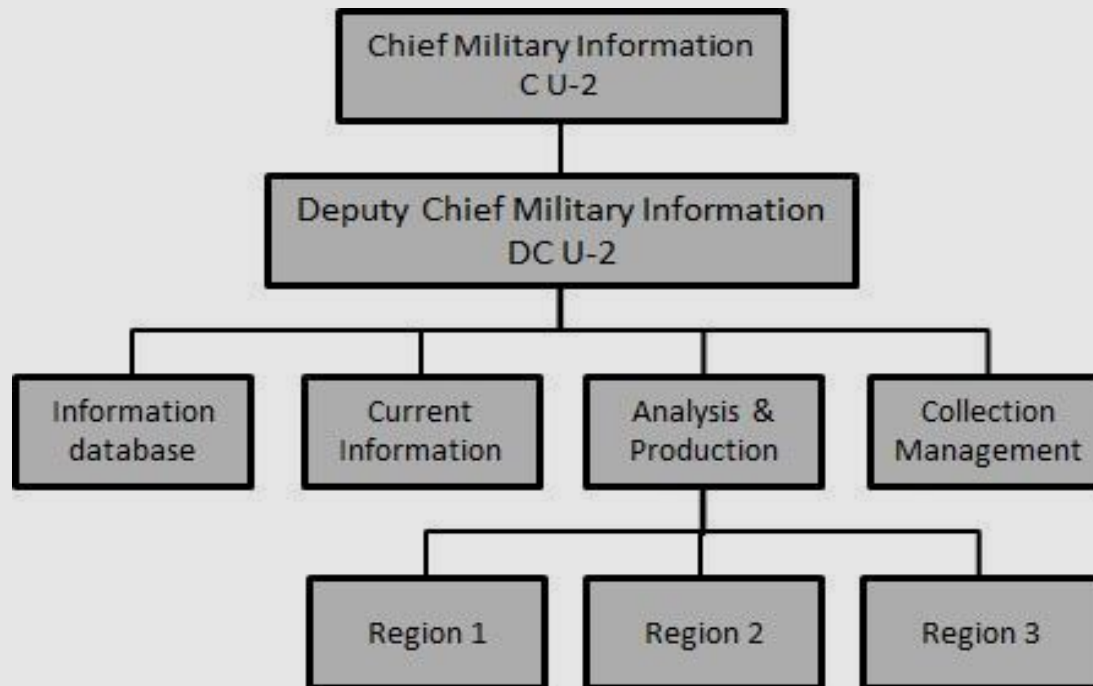 Chief Military Information
C U-2
Deputy Chief Military Information
DC U-2
Information
database
Current
Information
Analysis &
Production
Collection
Management
Region 1
Region 2
Region 3